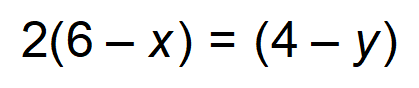 2(6 – x) = (4 – y)